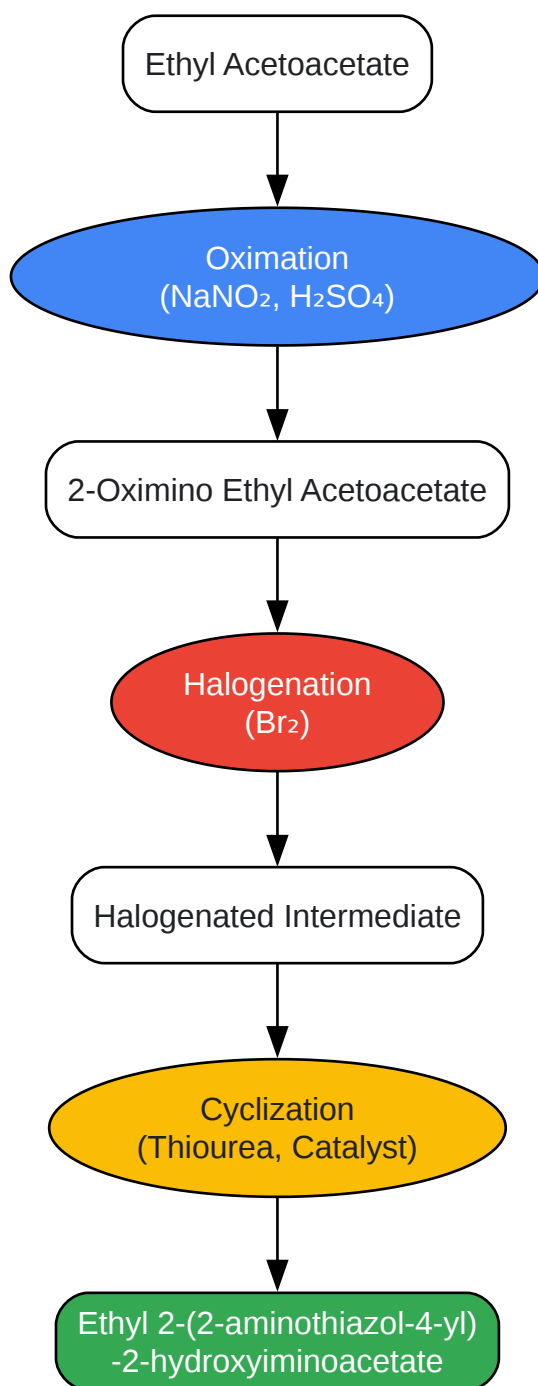 Ethyl Acetoacetate
Oximation
(NaNO₂, H₂SO₄)
2-Oximino Ethyl Acetoacetate
Halogenation
(Br₂)
Halogenated Intermediate
Cyclization
(Thiourea, Catalyst)
Ethyl 2-(2-aminothiazol-4-yl)
-2-hydroxyiminoacetate